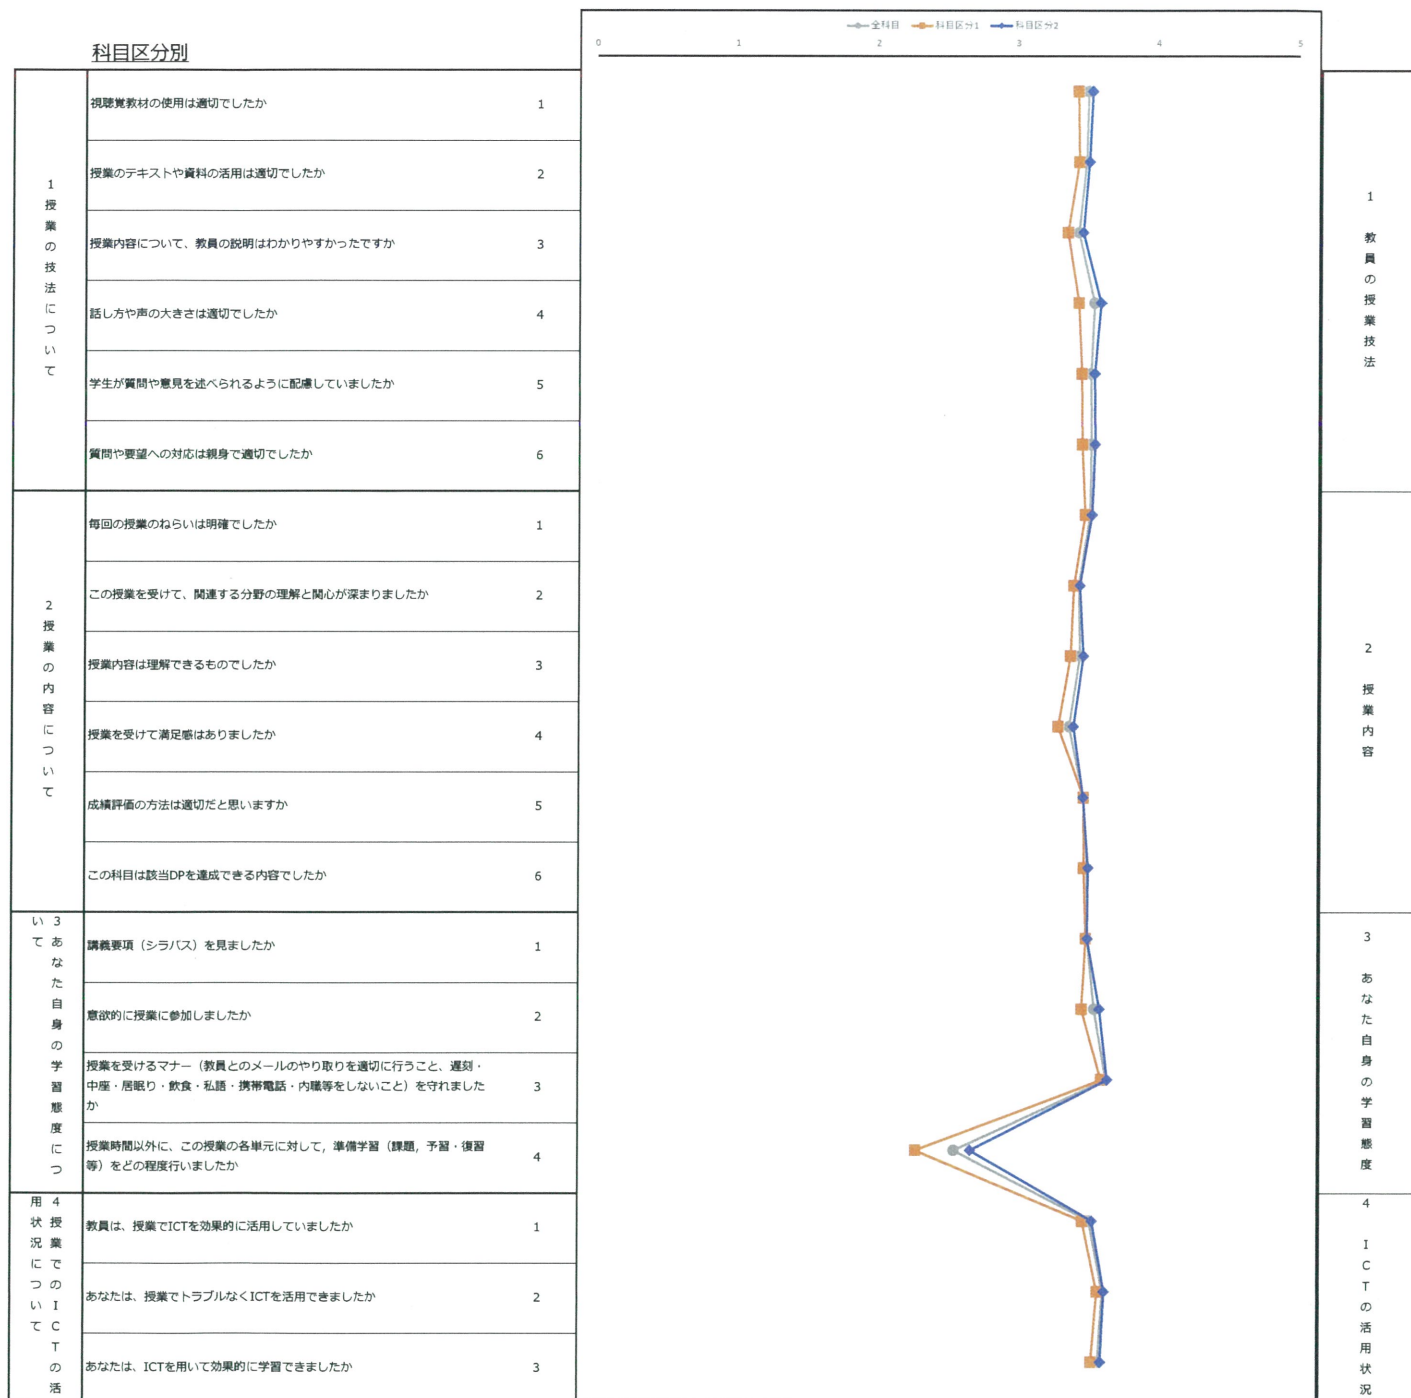 科目区分別
全科目 科目区分1 科目区分2
0 1 2 3 4 5
1 授業の技法について
視聴覚教材の使用は適切でしたか 1
授業のテキストや資料の活用は適切でしたか 2
授業内容について、教員の説明はわかりやすかったですか 3
話し方や声の大きさは適切でしたか 4
学生が質問や意見を述べられるように配慮していましたか 5
質問や要望への対応は親身で適切でしたか 6
1 教員の授業技法
2 授業の内容について
毎回の授業のねらいは明確でしたか 1
この授業を受けて、関連する分野の理解と関心が深まりましたか 2
授業内容は理解できるものでしたか 3
授業を受けて満足感はありましたか 4
成績評価の方法は適切だと思いますか 5
この科目は該当DPを達成できる内容でしたか 6
2 授業内容
3 あなた自身の学習態度につ
いて
講義要項（シラバス）を見ましたか 1
意欲的に授業に参加しましたか 2
授業を受けるマナー（教員とのメールのやり取りを適切に行うこと、遅刻・
中座・居眠り・飲食・私語・携帯電話・内職等をしないこと）を守れました
か 3
授業時間以外に、この授業の各単元に対して，準備学習（課題，予習・復習
等）をどの程度行いましたか 4
3 あなた自身の学習態度
4 授業でのICTの活
用状況について
教員は、授業でICTを効果的に活用していましたか 1
あなたは、授業でトラブルなくICTを活用できましたか 2
あなたは、ICTを用いて効果的に学習できましたか 3
4 ICTの活用状況